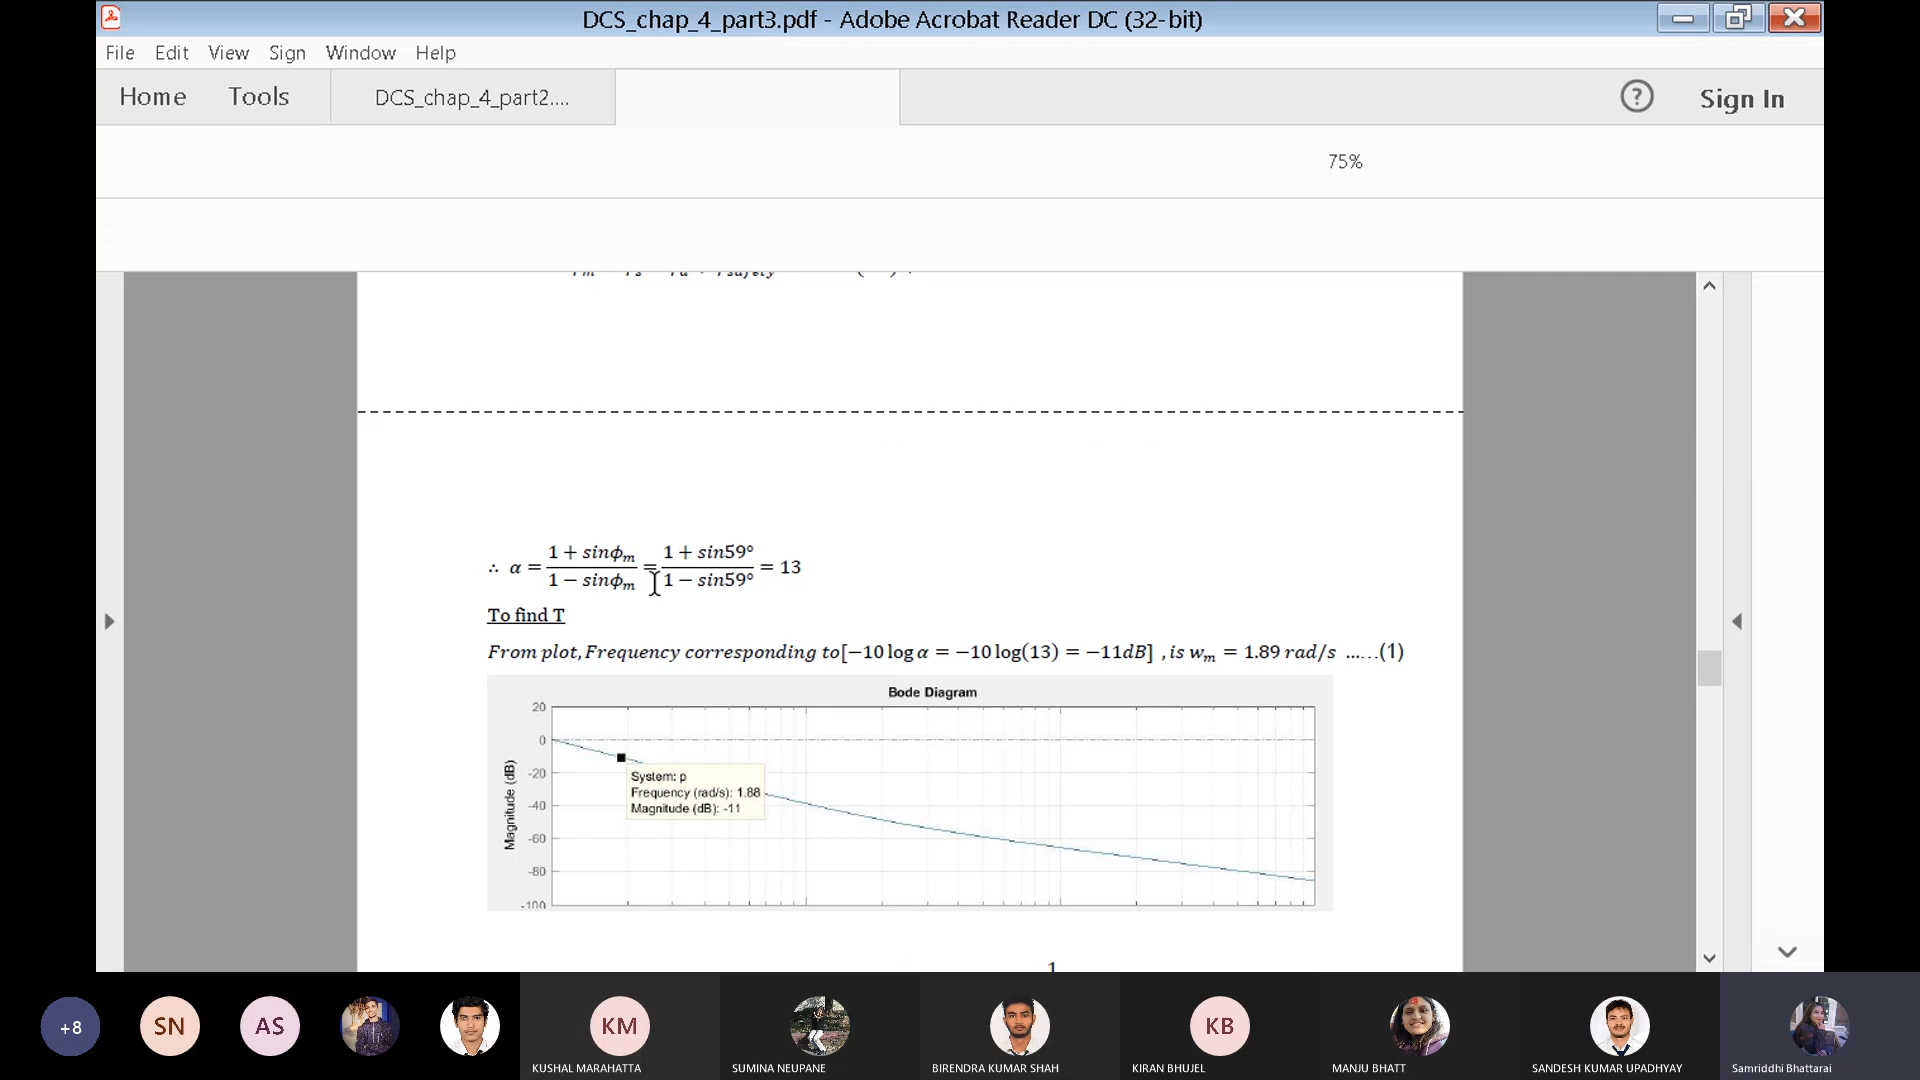 DCS_chap_4_part3.pdf - Adobe Acrobat Reader DC (32-bit)
File Edit View Sign Window Help
Home Tools DCS_chap_4_part2.... Sign In
75%
∴ α = (1 + sinϕm)/(1 − sinϕm) = (1 + sin59°)/(1 − sin59°) = 13
To find T
From plot, Frequency corresponding to[−10 log α = −10 log(13) = −11dB] , is wm = 1.89 rad/s ......(1)
Bode Diagram
Magnitude (dB)
20
0
-20
-40
-60
-80
-100
System: p
Frequency (rad/s): 1.88
Magnitude (dB): -11
1
+8 SN AS KM KB
KUSHAL MARAHATTA SUMINA NEUPANE BIRENDRA KUMAR SHAH KIRAN BHUJEL MANJU BHATT SANDESH KUMAR UPADHYAY Samriddhi Bhattarai